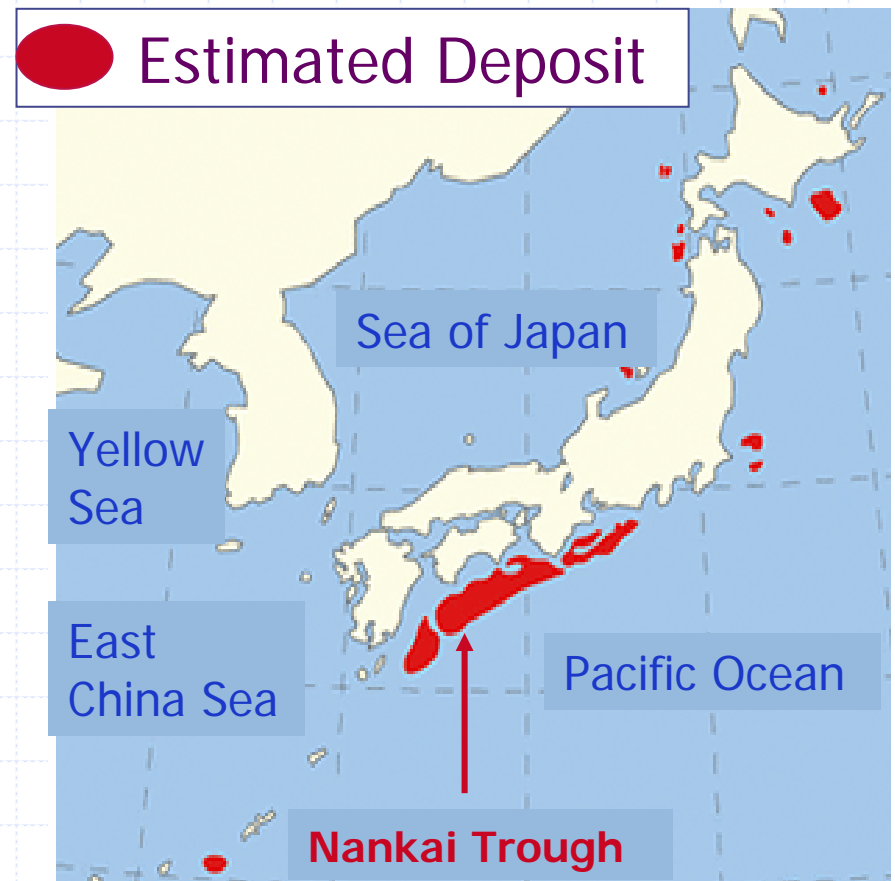 Estimated Deposit
Sea of Japan
Yellow
Sea
East
China Sea
Pacific Ocean
Nankai Trough